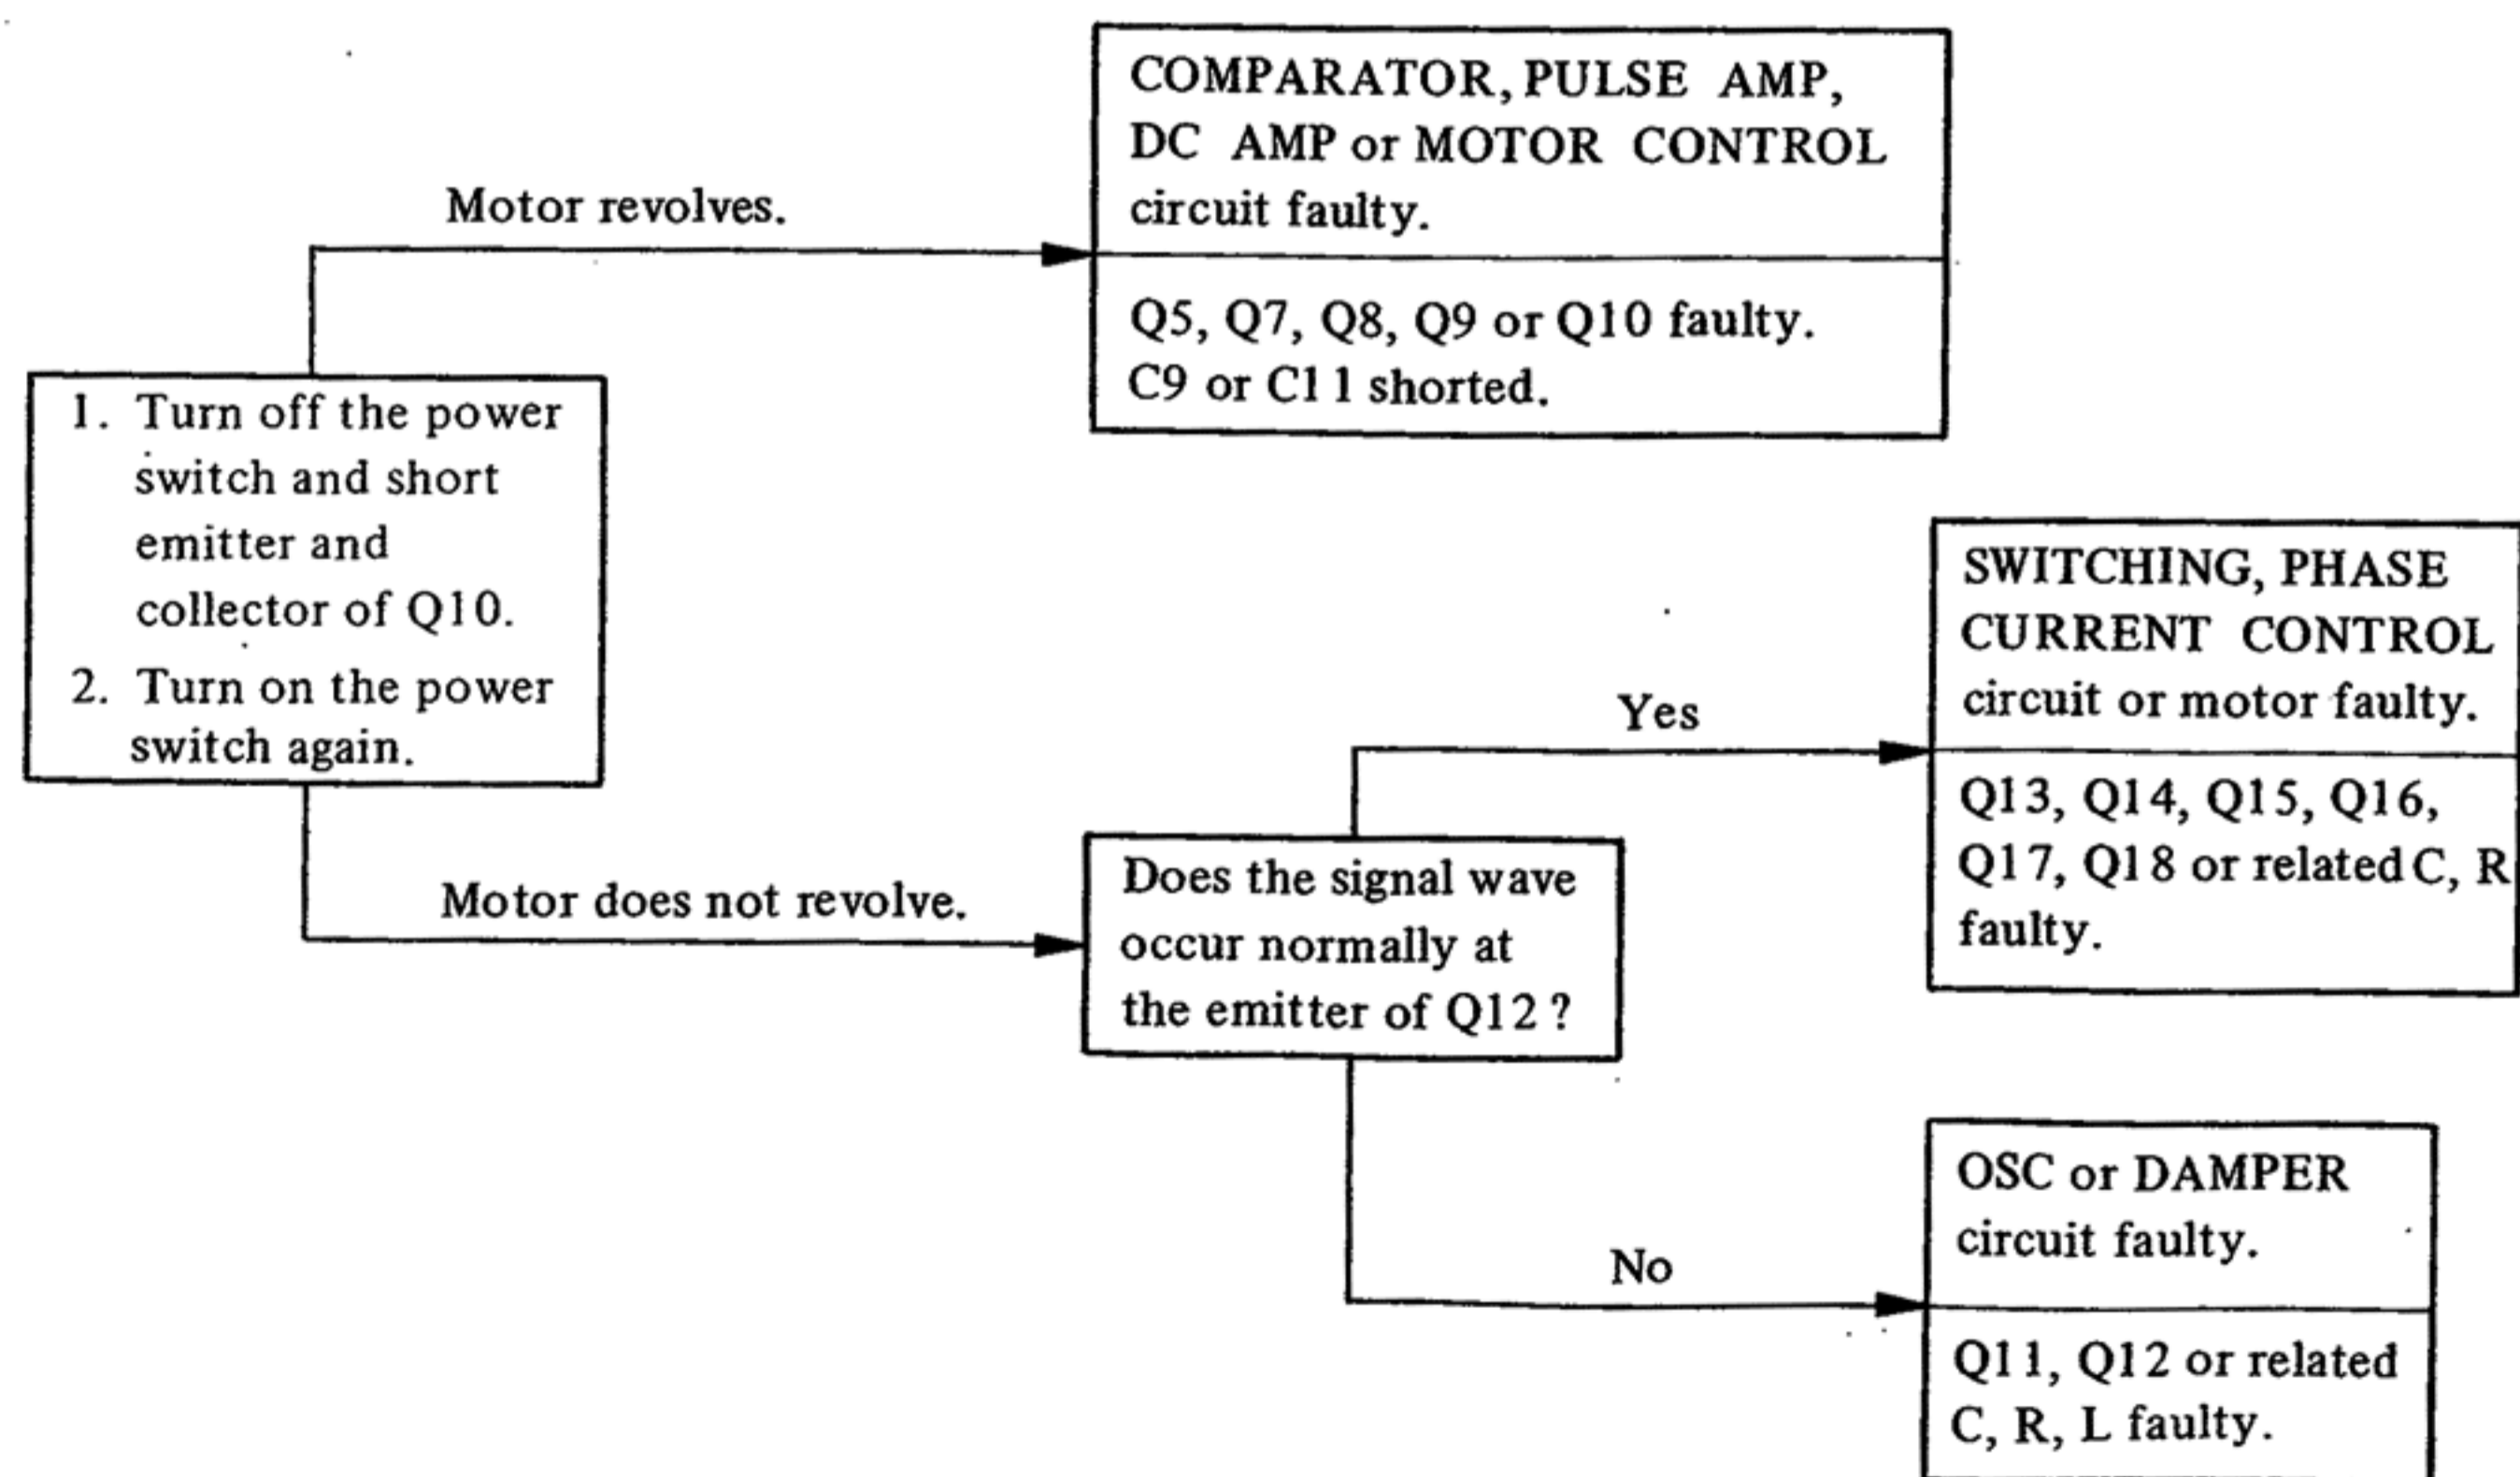 COMPARATOR, PULSE AMP,
DC AMP or MOTOR CONTROL
circuit faulty.
Motor revolves.
Q5, Q7, Q8, Q9 or Q10 faulty.
C9 or C11 shorted.
1. Turn off the power
switch and short
emitter and
collector of Q10.
2. Turn on the power
switch again.
SWITCHING, PHASE
CURRENT CONTROL
circuit or motor faulty.
Yes
Q13, Q14, Q15, Q16,
Q17, Q18 or related C, R
faulty.
Motor does not revolve.
Does the signal wave
occur normally at
the emitter of Q12?
OSC or DAMPER
circuit faulty.
No
Q11, Q12 or related
C, R, L faulty.